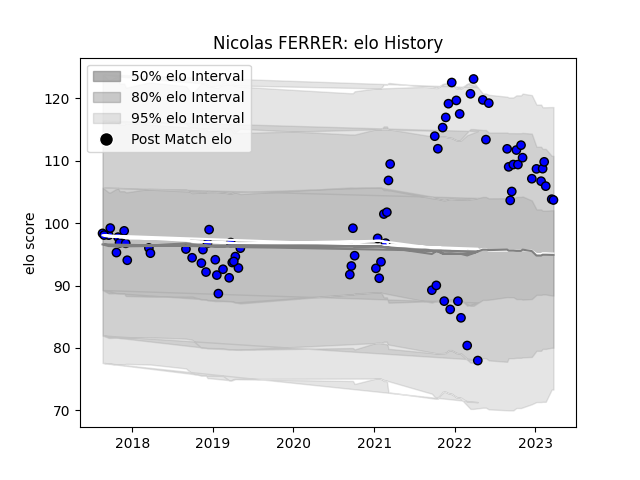 Nicolas FERRER: elo History
50% elo Interval
80% elo Interval
95% elo Interval
Post Match elo
elo score
120
110
100
90
80
70
2018 2019 2020 2021 2022 2023